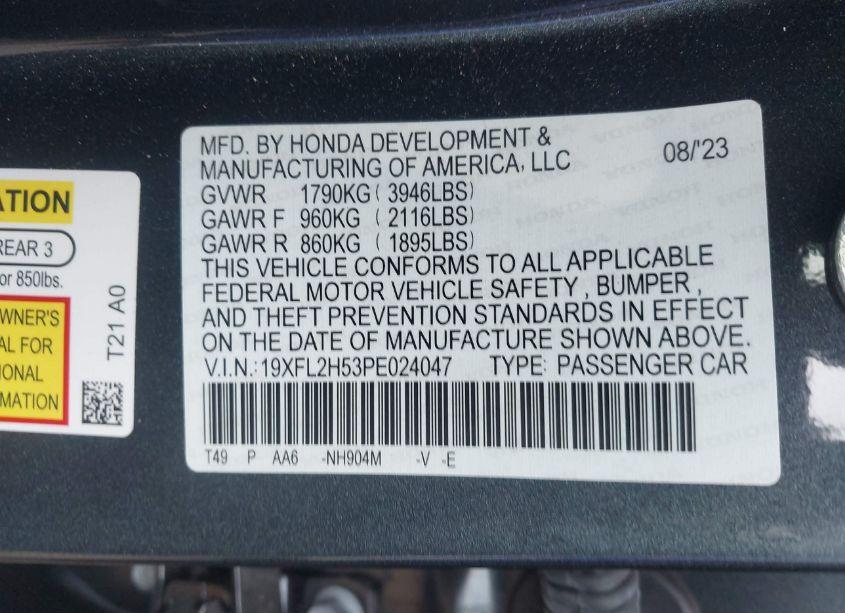 MFD. BY HONDA DEVELOPMENT &
MANUFACTURING OF AMERICA, LLC
08/'23
GVWR 1790KG ( 3946LBS)
GAWR F 960KG ( 2116LBS)
GAWR R 860KG ( 1895LBS)
THIS VEHICLE CONFORMS TO ALL APPLICABLE
FEDERAL MOTOR VEHICLE SAFETY , BUMPER ,
AND THEFT PREVENTION STANDARDS IN EFFECT
ON THE DATE OF MANUFACTURE SHOWN ABOVE.
V.I.N.: 19XFL2H53PE024047 TYPE: PASSENGER CAR
T49 P AA6 -NH904M -V -E
ATION
REAR 3
or 850lbs.
WNER'S
AL FOR
IONAL
RMATION
T21 A0